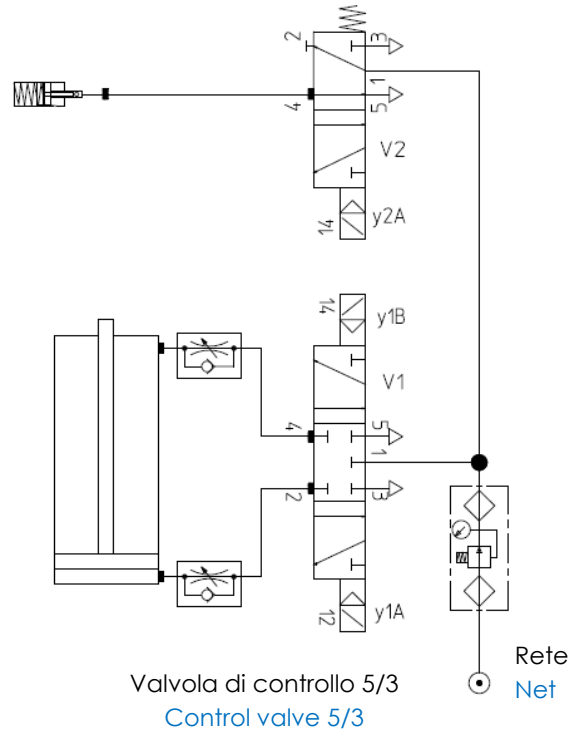 2
3
1
4
5
V2
14
y2A
14
y1B
V1
4
5
1
2
3
12
y1A
Rete
Net
Valvola di controllo 5/3
Control valve 5/3